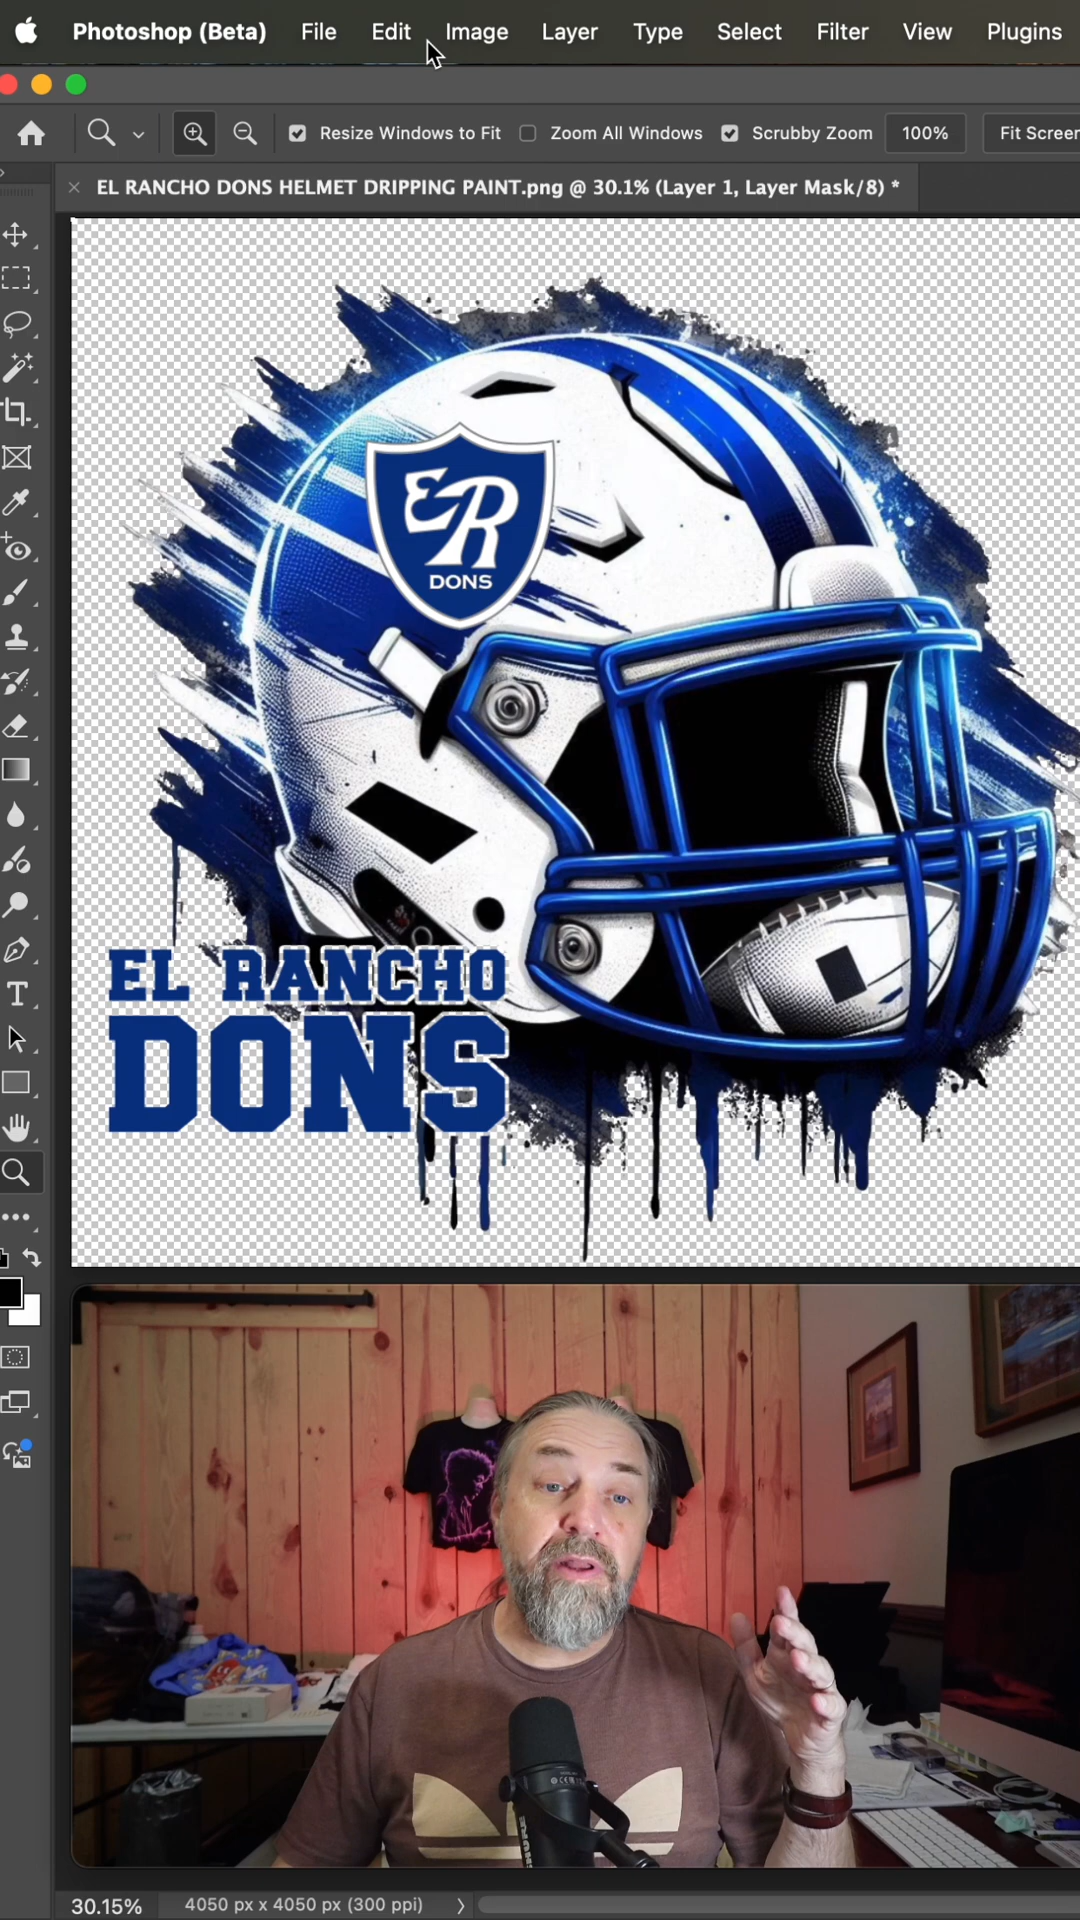 Photoshop (Beta) File Edit Image Layer Type Select Filter View Plugins
Resize Windows to Fit Zoom All Windows Scrubby Zoom 100% Fit Screen
EL RANCHO DONS HELMET DRIPPING PAINT.png @ 30.1% (Layer 1, Layer Mask/8) *
ER
DONS
EL RANCHO
DONS
30.15% 4050 px x 4050 px (300 ppi)